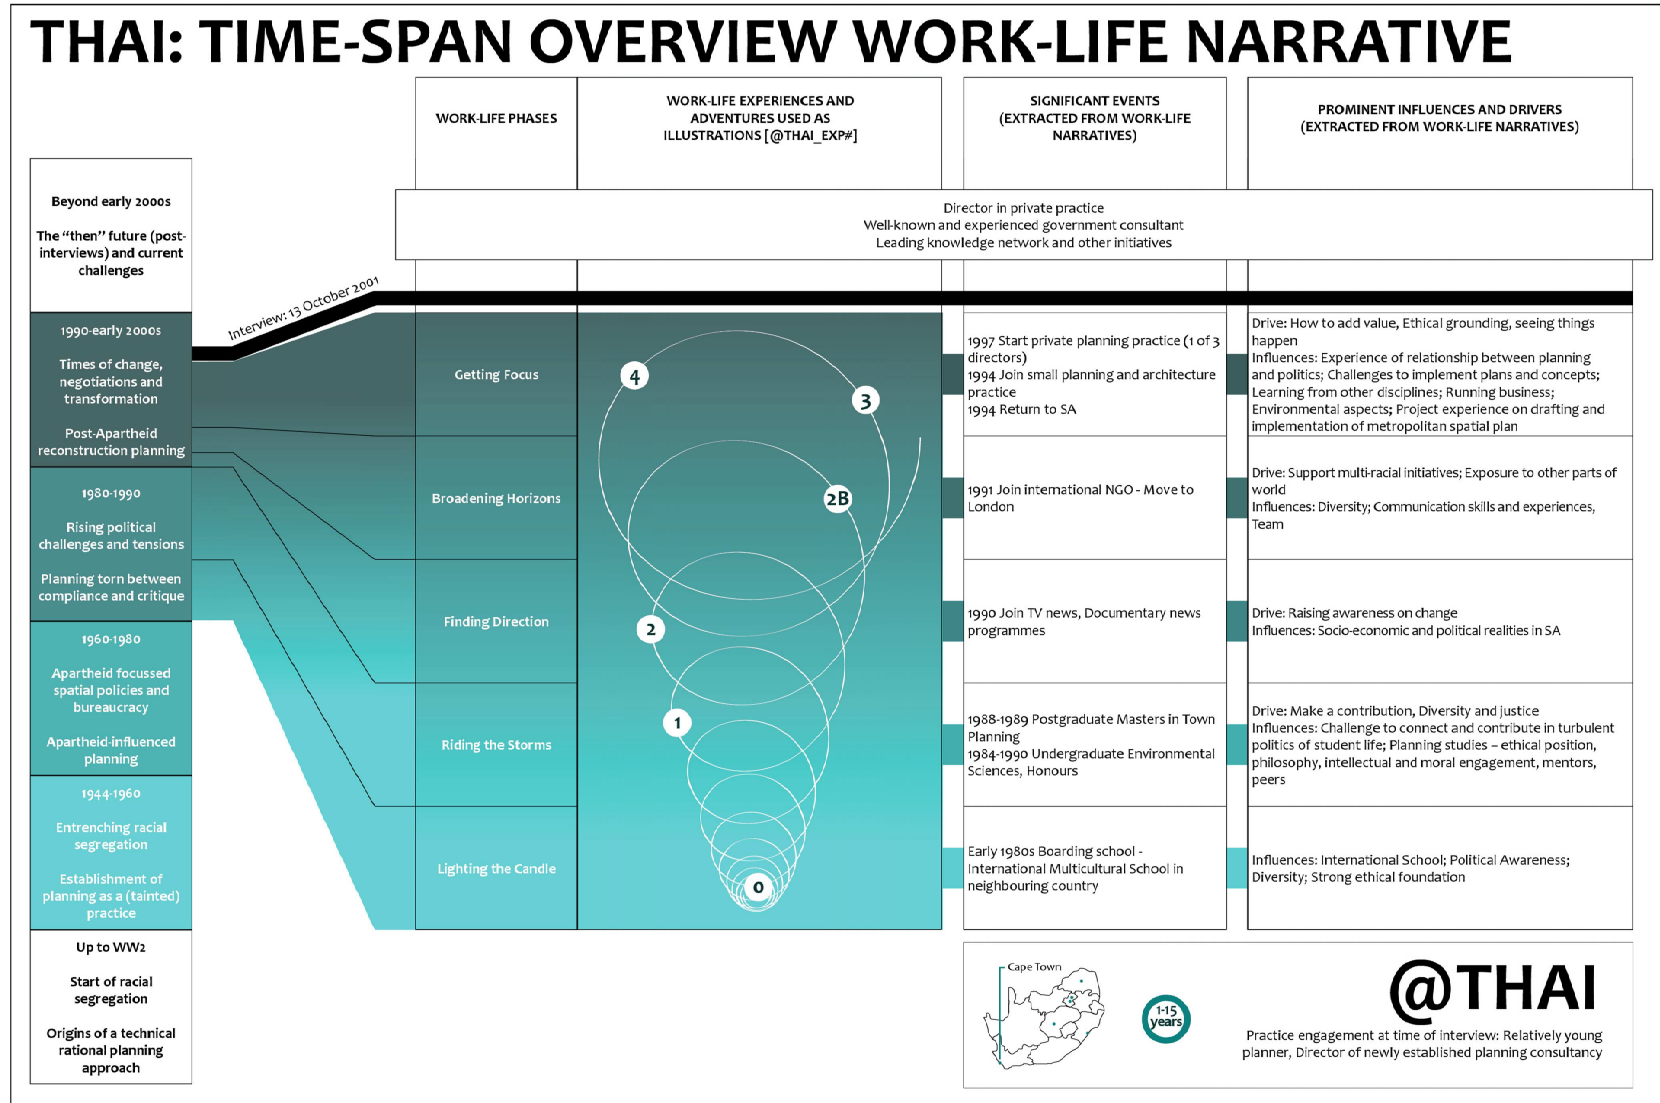 THAI: TIME-SPAN OVERVIEW WORK-LIFE NARRATIVE
WORK-LIFE PHASES
WORK-LIFE EXPERIENCES AND
ADVENTURES USED AS
ILLUSTRATIONS [@THAI_EXP#]
SIGNIFICANT EVENTS
(EXTRACTED FROM WORK-LIFE
NARRATIVES)
PROMINENT INFLUENCES AND DRIVERS
(EXTRACTED FROM WORK-LIFE NARRATIVES)
Director in private practice
Well-known and experienced government consultant
Leading knowledge network and other initiatives
Beyond early 2000s
The "then" future (post-
interviews) and current
challenges
Interview: 13 October 2001
1990-early 2000s
Times of change,
negotiations and
transformation
Post-Apartheid
reconstruction planning
1980-1990
Rising political
challenges and tensions
Planning torn between
compliance and critique
1960-1980
Apartheid focussed
spatial policies and
bureaucracy
Apartheid-influenced
planning
1944-1960
Entrenching racial
segregation
Establishment of
planning as a (tainted)
practice
Up to WW2
Start of racial
segregation
Origins of a technical
rational planning
approach
Getting Focus
4
3
1997 Start private planning practice (1 of 3
directors)
1994 Join small planning and architecture
practice
1994 Return to SA
Drive: How to add value, Ethical grounding, seeing things
happen
Influences: Experience of relationship between planning
and politics; Challenges to implement plans and concepts;
Learning from other disciplines; Running business;
Environmental aspects; Project experience on drafting and
implementation of metropolitan spatial plan
Broadening Horizons
2B
1991 Join international NGO - Move to
London
Drive: Support multi-racial initiatives; Exposure to other parts of
world
Influences: Diversity; Communication skills and experiences,
Team
Finding Direction
2
1990 Join TV news, Documentary news
programmes
Drive: Raising awareness on change
Influences: Socio-economic and political realities in SA
Riding the Storms
1
1988-1989 Postgraduate Masters in Town
Planning
1984-1990 Undergraduate Environmental
Sciences, Honours
Drive: Make a contribution, Diversity and justice
Influences: Challenge to connect and contribute in turbulent
politics of student life; Planning studies – ethical position,
philosophy, intellectual and moral engagement, mentors,
peers
Lighting the Candle
0
Early 1980s Boarding school -
International Multicultural School in
neighbouring country
Influences: International School; Political Awareness;
Diversity; Strong ethical foundation
Cape Town
1-15
years
@THAI
Practice engagement at time of interview: Relatively young
planner, Director of newly established planning consultancy